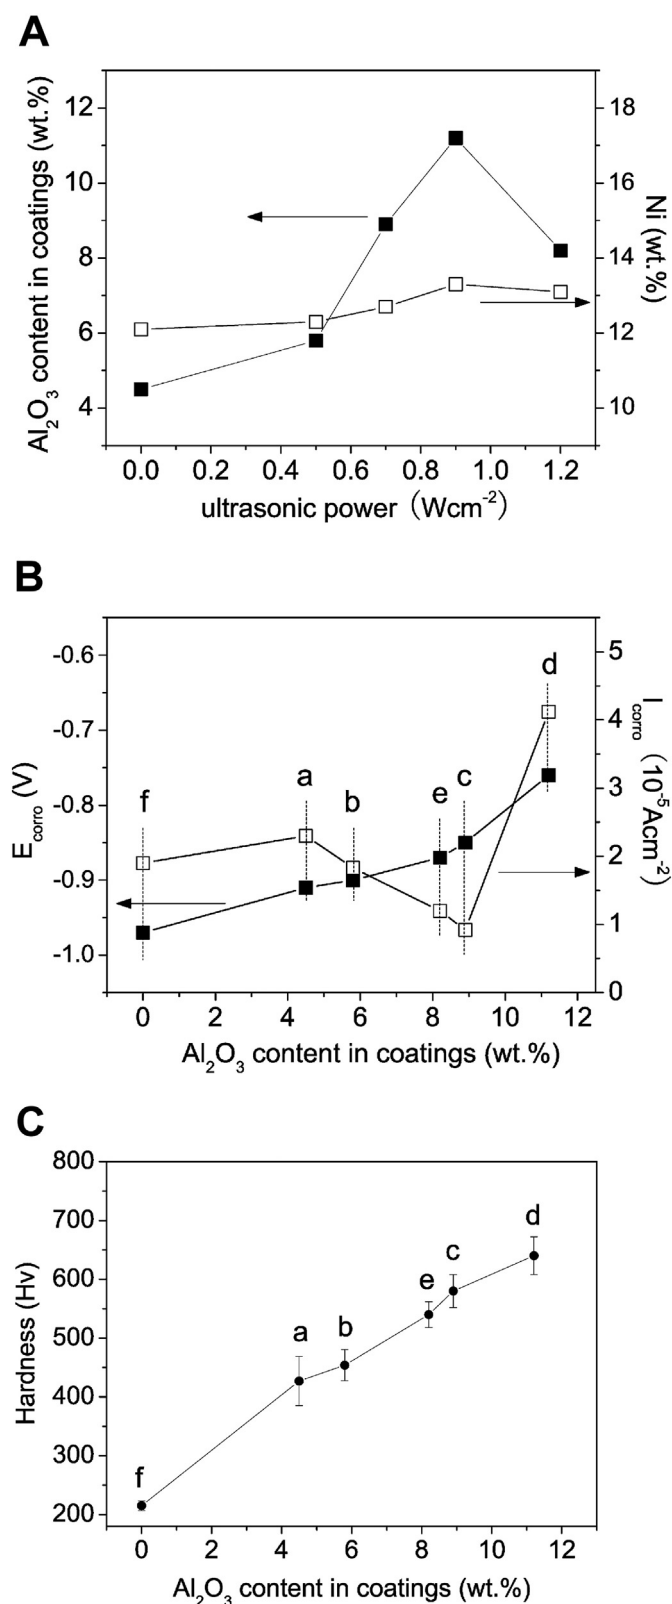 A
Al₂O₃ content in coatings (wt.%)
12
10
8
6
4
18
16
14
12
10
Ni (wt.%)
0.0 0.2 0.4 0.6 0.8 1.0 1.2
ultrasonic power（Wcm⁻²）
B
E_corro (V)
-0.6
-0.7
-0.8
-0.9
-1.0
f
a
b
e
c
d
5
4
3
2
1
0
I_corro (10⁻⁵Acm⁻²)
0 2 4 6 8 10 12
Al₂O₃ content in coatings (wt.%)
C
Hardness (Hv)
800
700
600
500
400
300
200
f
a
b
e
c
d
0 2 4 6 8 10 12
Al₂O₃ content in coatings (wt.%)